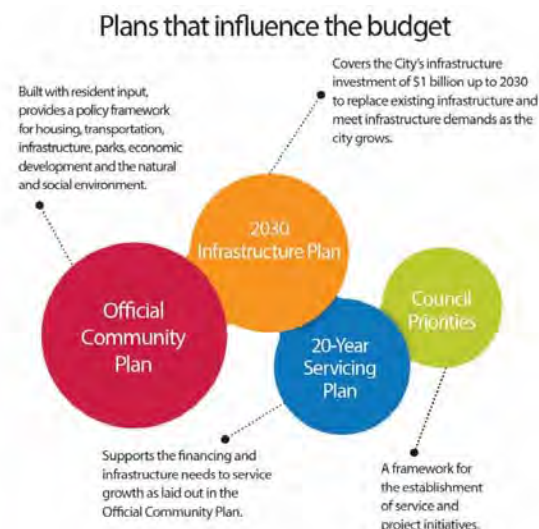 Plans that influence the budget
Covers the City's infrastructure
investment of $1 billion up to 2030
to replace existing infrastructure and
meet infrastructure demands as the
city grows.
Built with resident input,
provides a policy framework
for housing, transportation,
infrastructure, parks, economic
development and the natural
and social environment.
2030
Infrastructure Plan
Official
Community
Plan
Council
Priorities
20-Year
Servicing
Plan
Supports the financing and
infrastructure needs to service
growth as laid out in the
Official Community Plan.
A framework for
the establishment
of service and
project initiatives.